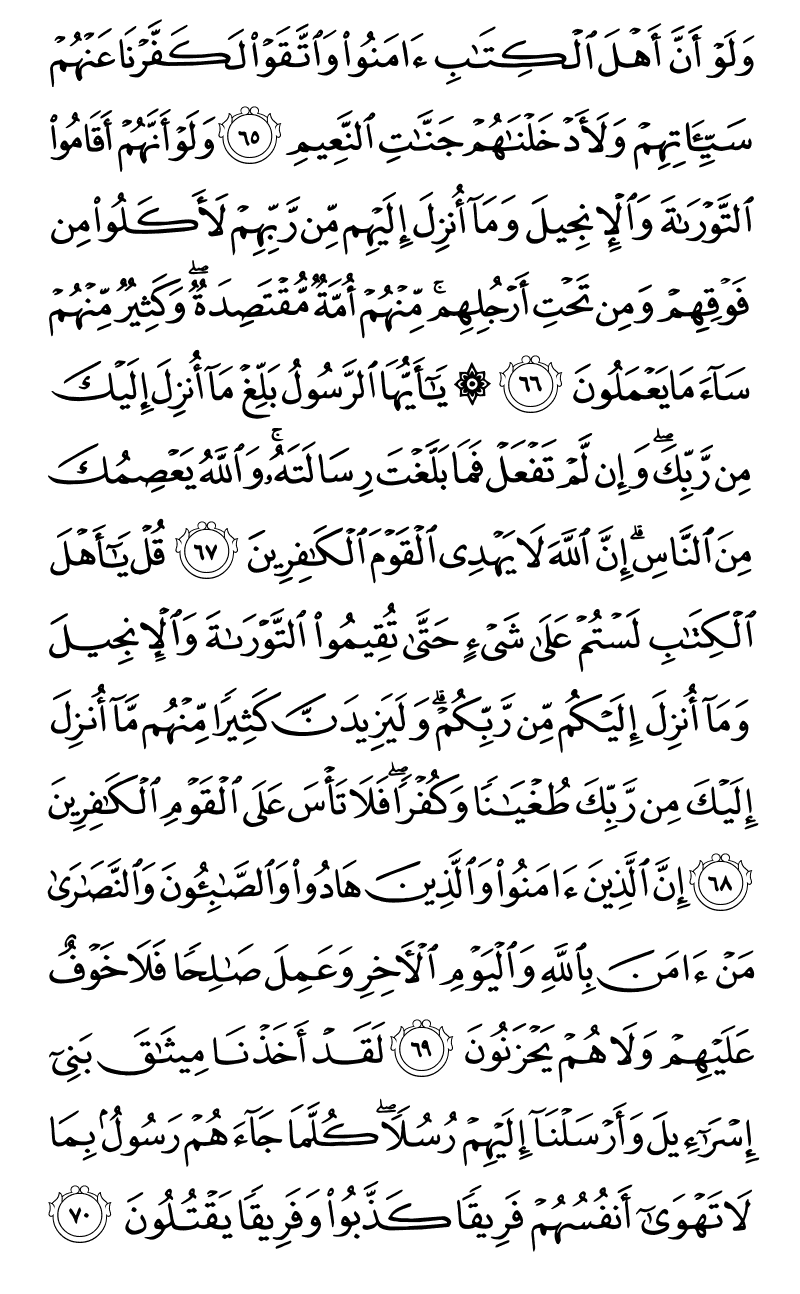 وَلَوۡ أَنَّ أَهۡلَ ٱلۡكِتَٰبِ ءَامَنُواْ وَٱتَّقَوۡاْ لَكَفَّرۡنَا عَنۡهُمۡ
سَيِّـَٔاتِهِمۡ وَلَأَدۡخَلۡنَٰهُمۡ جَنَّٰتِ ٱلنَّعِيمِ ٦٥ وَلَوۡ أَنَّهُمۡ أَقَامُواْ
ٱلتَّوۡرَىٰةَ وَٱلۡإِنجِيلَ وَمَآ أُنزِلَ إِلَيۡهِم مِّن رَّبِّهِمۡ لَأَكَلُواْ مِن
فَوۡقِهِمۡ وَمِن تَحۡتِ أَرۡجُلِهِمۚ مِّنۡهُمۡ أُمَّةٞ مُّقۡتَصِدَةٞۖ وَكَثِيرٞ مِّنۡهُمۡ
سَآءَ مَا يَعۡمَلُونَ ٦٦ ۞ يَٰٓأَيُّهَا ٱلرَّسُولُ بَلِّغۡ مَآ أُنزِلَ إِلَيۡكَ
مِن رَّبِّكَۖ وَإِن لَّمۡ تَفۡعَلۡ فَمَا بَلَّغۡتَ رِسَالَتَهُۥۚ وَٱللَّهُ يَعۡصِمُكَ
مِنَ ٱلنَّاسِۗ إِنَّ ٱللَّهَ لَا يَهۡدِي ٱلۡقَوۡمَ ٱلۡكَٰفِرِينَ ٦٧ قُلۡ يَٰٓأَهۡلَ
ٱلۡكِتَٰبِ لَسۡتُمۡ عَلَىٰ شَيۡءٍ حَتَّىٰ تُقِيمُواْ ٱلتَّوۡرَىٰةَ وَٱلۡإِنجِيلَ
وَمَآ أُنزِلَ إِلَيۡكُم مِّن رَّبِّكُمۡۗ وَلَيَزِيدَنَّ كَثِيرٗا مِّنۡهُم مَّآ أُنزِلَ
إِلَيۡكَ مِن رَّبِّكَ طُغۡيَٰنٗا وَكُفۡرٗاۖ فَلَا تَأۡسَ عَلَى ٱلۡقَوۡمِ ٱلۡكَٰفِرِينَ
٦٨ إِنَّ ٱلَّذِينَ ءَامَنُواْ وَٱلَّذِينَ هَادُواْ وَٱلصَّٰبِـُٔونَ وَٱلنَّصَٰرَىٰ
مَنۡ ءَامَنَ بِٱللَّهِ وَٱلۡيَوۡمِ ٱلۡأٓخِرِ وَعَمِلَ صَٰلِحٗا فَلَا خَوۡفٌ
عَلَيۡهِمۡ وَلَا هُمۡ يَحۡزَنُونَ ٦٩ لَقَدۡ أَخَذۡنَا مِيثَٰقَ بَنِيٓ
إِسۡرَٰٓءِيلَ وَأَرۡسَلۡنَآ إِلَيۡهِمۡ رُسُلٗاۖ كُلَّمَا جَآءَهُمۡ رَسُولُۢ بِمَا
لَا تَهۡوَىٰٓ أَنفُسُهُمۡ فَرِيقٗا كَذَّبُواْ وَفَرِيقٗا يَقۡتُلُونَ ٧٠